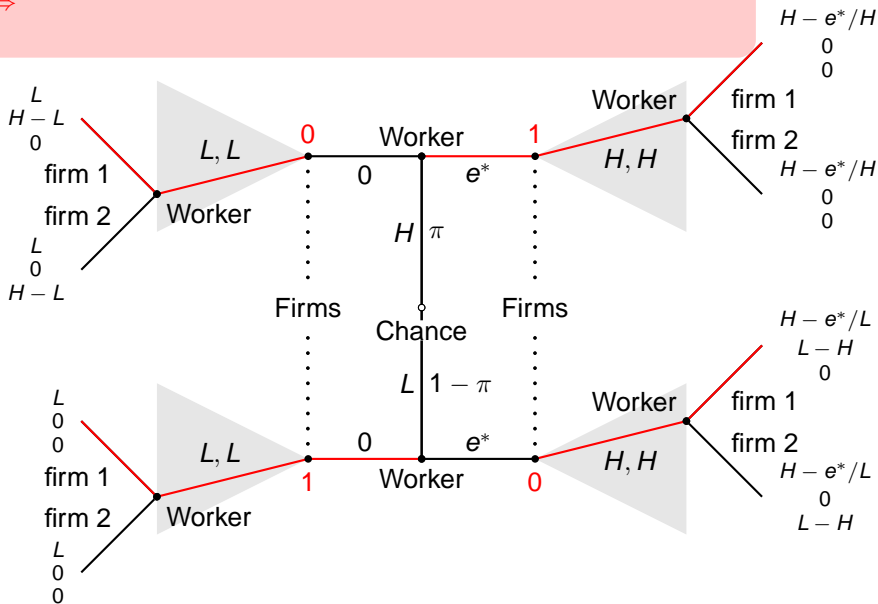 ⇒
H − e*/H
0
0
L
H − L
0
0
Worker
1
Worker
firm 1
L, L
H, H
firm 2
firm 1
0
e*
H − e*/H
0
0
firm 2
Worker
L
0
H − L
H
π
Firms
Firms
Chance
H − e*/L
L − H
0
L
0
0
L
1 − π
Worker
firm 1
L, L
0
e*
H, H
firm 2
firm 1
H − e*/L
0
L − H
1
Worker
0
firm 2
Worker
L
0
0